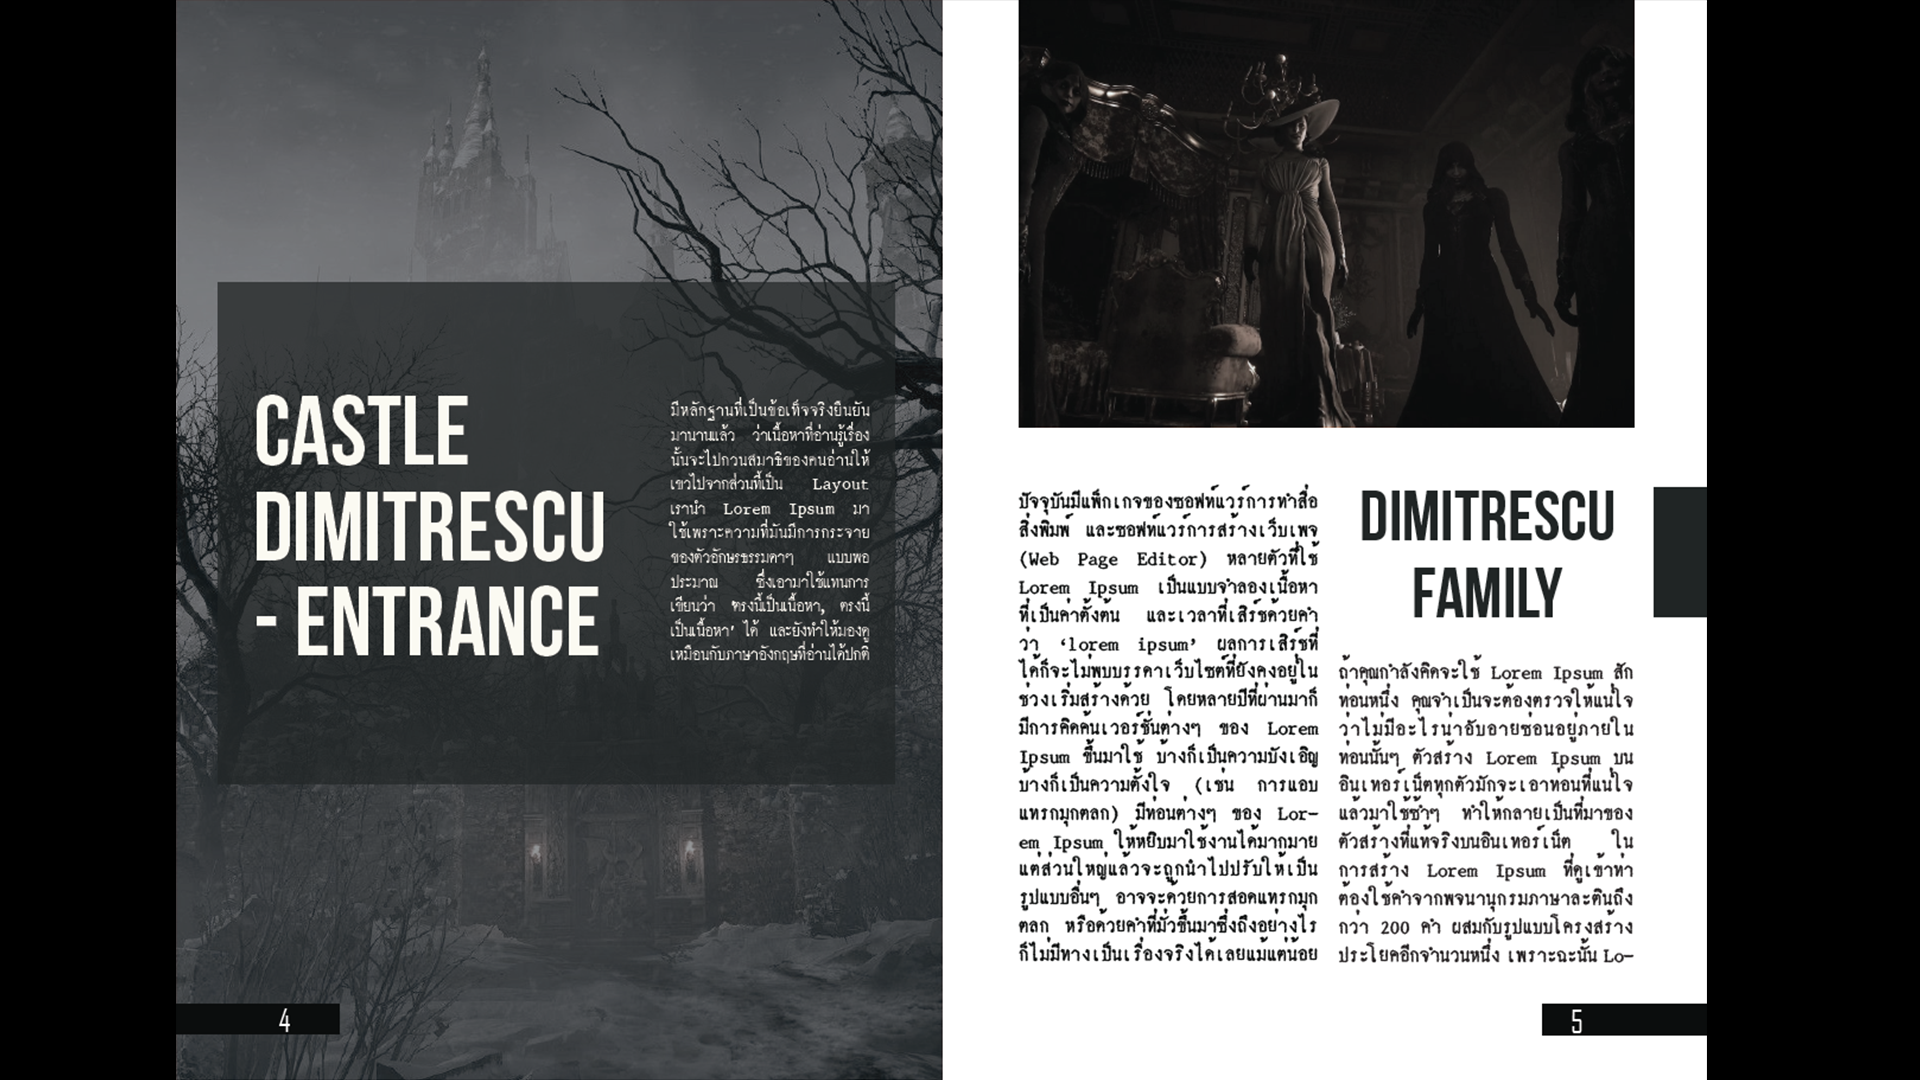 CASTLE
DIMITRESCU
- ENTRANCE
มีหลักฐานที่เป็นข้อเท็จจริงยืนยัน
มานานแล้ว ว่าเนื้อหาที่อ่านรู้เรื่อง
นั้นจะไปกวนสมาธิของคนอ่านให้
เขวไปจากส่วนที่เป็น Layout
เรานำ Lorem Ipsum มา
ใช้เพราะความที่มันมีการกระจาย
ของตัวอักษรธรรมดาๆ แบบพอ
ประมาณ ซึ่งเอามาใช้แทนการ
เขียนว่า 'ตรงนี้เป็นเนื้อหา, ตรงนี้
เป็นเนื้อหา' ได้ และยังทำให้มองดู
เหมือนกับภาษาอังกฤษที่อ่านได้ปกติ
4
ปัจจุบันมีแพ็กเกจของซอฟท์แวร์การทำสื่อ
สิ่งพิมพ์ และซอฟท์แวร์การสร้างเว็บเพจ
(Web Page Editor) หลายตัวที่ใช้
Lorem Ipsum เป็นแบบจำลองเนื้อหา
ที่เป็นค่าตั้งต้น และเวลาที่เสิร์ชด้วยคำ
ว่า 'lorem ipsum' ผลการเสิร์ชที่
ได้ก็จะไม่พบบรรดาเว็บไซต์ที่ยังคงอยู่ใน
ช่วงเริ่มสร้างด้วย โดยหลายปีที่ผ่านมาก็
มีการคิดค้นเวอร์ชั่นต่างๆ ของ Lorem
Ipsum ขึ้นมาใช้ บ้างก็เป็นความบังเอิญ
บ้างก็เป็นความตั้งใจ (เช่น การแอบ
แทรกมุกตลก) มีท่อนต่างๆ ของ Lor-
em Ipsum ให้หยิบมาใช้งานได้มากมาย
แต่ส่วนใหญ่แล้วจะถูกนำไปปรับให้เป็น
รูปแบบอื่นๆ อาจจะด้วยการสอดแทรกมุก
ตลก หรือด้วยคำที่มั่วขึ้นมาซึ่งถึงอย่างไร
ก็ไม่มีทางเป็นเรื่องจริงได้เลยแม้แต่น้อย
DIMITRESCU
FAMILY
ถ้าคุณกำลังคิดจะใช้ Lorem Ipsum สัก
ท่อนหนึ่ง คุณจำเป็นจะต้องตรวจให้แน่ใจ
ว่าไม่มีอะไรน่าอับอายซ่อนอยู่ภายใน
ท่อนนั้นๆ ตัวสร้าง Lorem Ipsum บน
อินเทอร์เน็ตทุกตัวมักจะเอาท่อนที่แน่ใจ
แล้วมาใช้ซ้ำๆ ทำให้กลายเป็นที่มาของ
ตัวสร้างที่แท้จริงบนอินเทอร์เน็ต ใน
การสร้าง Lorem Ipsum ที่ดูเข้าท่า
ต้องใช้คำจากพจนานุกรมภาษาละตินถึง
กว่า 200 คำ ผสมกับรูปแบบโครงสร้าง
ประโยคอีกจำนวนหนึ่ง เพราะฉะนั้น Lo-
5